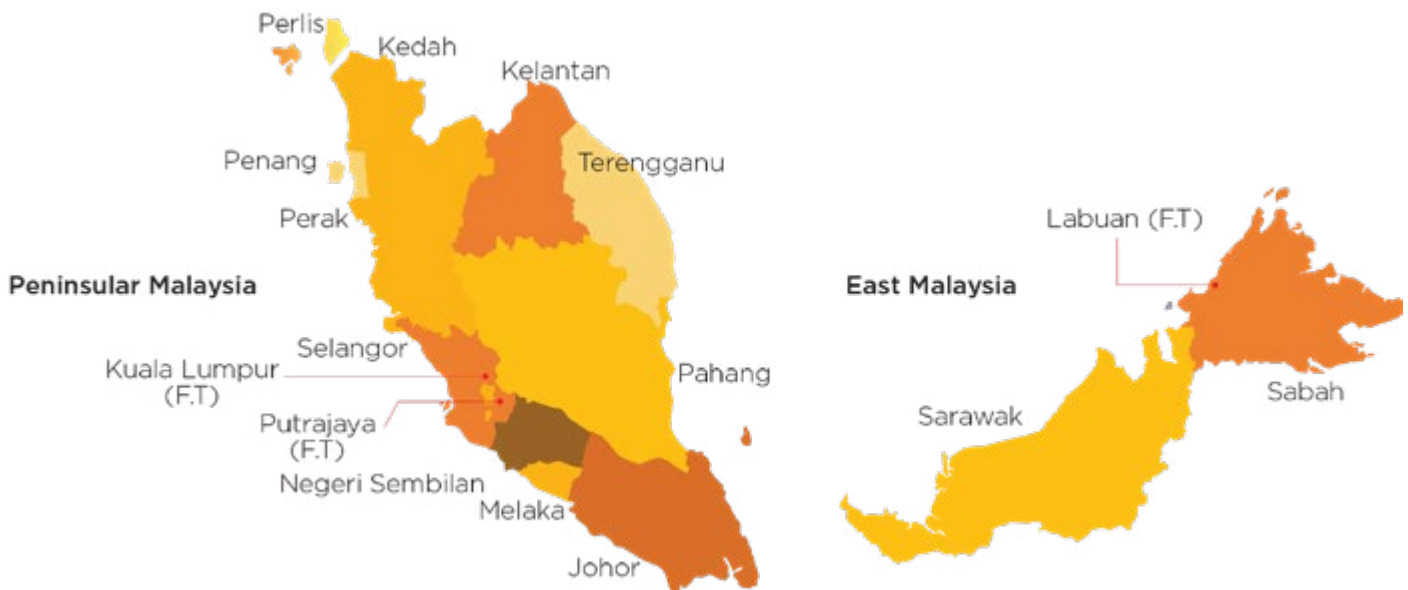 Perlis
Kedah
Kelantan
Penang
Terengganu
Perak
Labuan (F.T)
Peninsular Malaysia
East Malaysia
Selangor
Kuala Lumpur
(F.T)
Pahang
Putrajaya
(F.T)
Sabah
Sarawak
Negeri Sembilan
Melaka
Johor